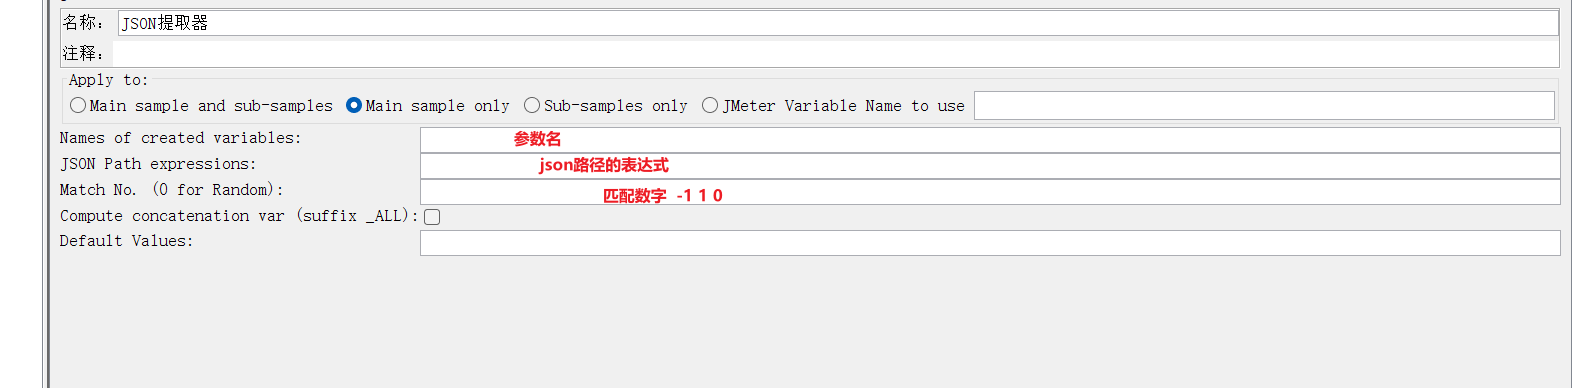 名称： JSON提取器
注释：
Apply to:
Main sample and sub-samples Main sample only Sub-samples only JMeter Variable Name to use
Names of created variables: 参数名
JSON Path expressions: json路径的表达式
Match No. (0 for Random): 匹配数字 -1 1 0
Compute concatenation var (suffix _ALL):
Default Values: